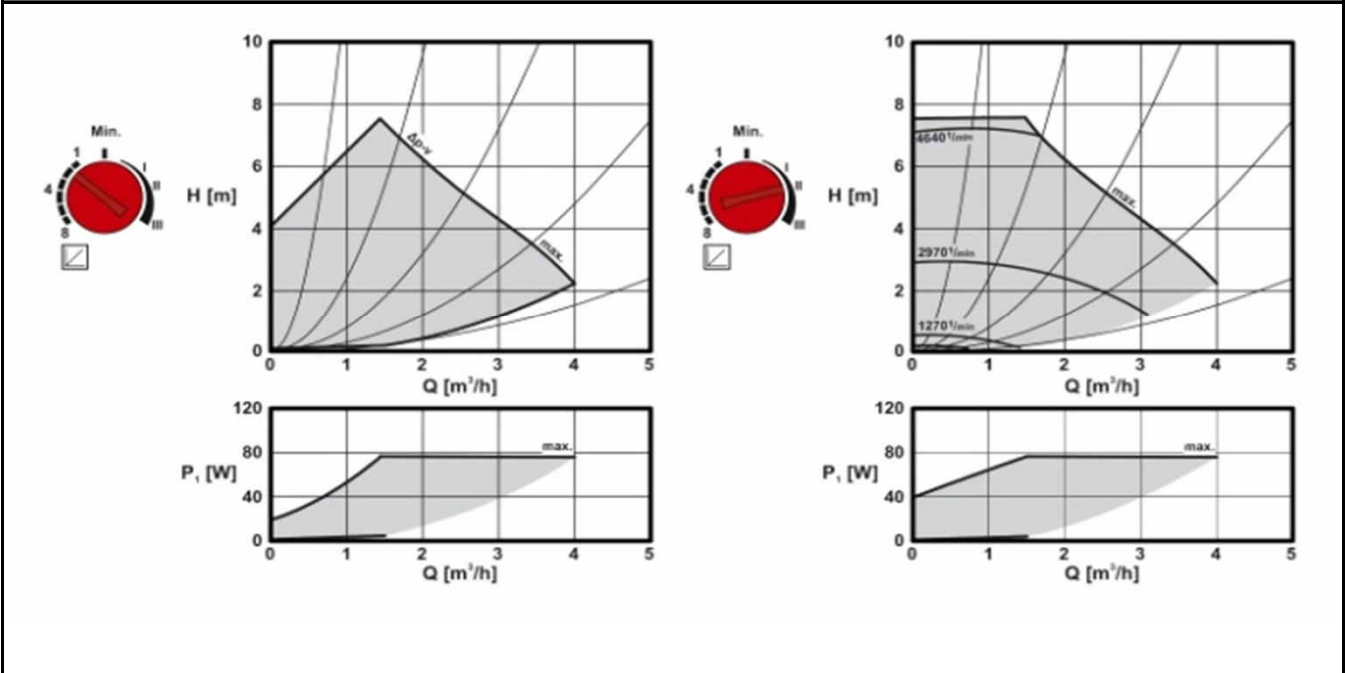 10
8
6
4
2
0
H [m]
Δp-v
max.
0 1 2 3 4 5
Q [m³/h]
Min.
1
4
8
I
II
III
120
80
40
0
P₁ [W]
max.
0 1 2 3 4 5
Q [m³/h]
10
8
6
4
2
0
H [m]
4640 1/min
2970 1/min
1270 1/min
max.
0 1 2 3 4 5
Q [m³/h]
Min.
1
4
8
I
II
III
120
80
40
0
P₁ [W]
max.
0 1 2 3 4 5
Q [m³/h]